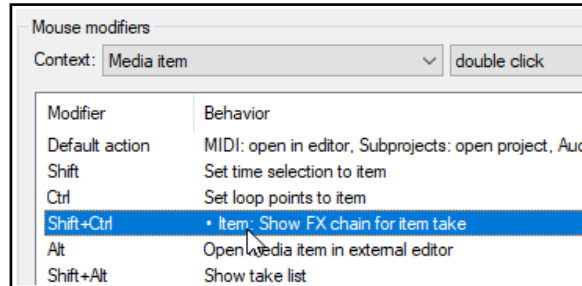 Mouse modifiers
Context: Media item double click
Modifier Behavior
Default action MIDI: open in editor, Subprojects: open project, Auc
Shift Set time selection to item
Ctrl Set loop points to item
Shift+Ctrl • Item: Show FX chain for item take
Alt Open media item in external editor
Shift+Alt Show take list